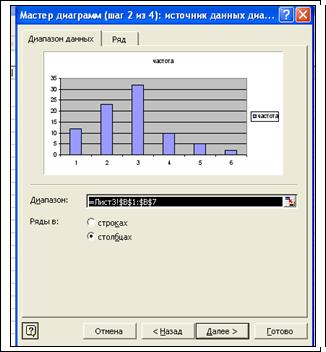 Мастер диаграмм (шаг 2 из 4): источник данных диа...
Диапазон данных Ряд
частота
35
30
25
20
15
10
5
0
1 2 3 4 5 6
частота
Диапазон: =Лист3!$B$1:$B$7
Ряды в: строках
столбцах
Отмена < Назад Далее > Готово